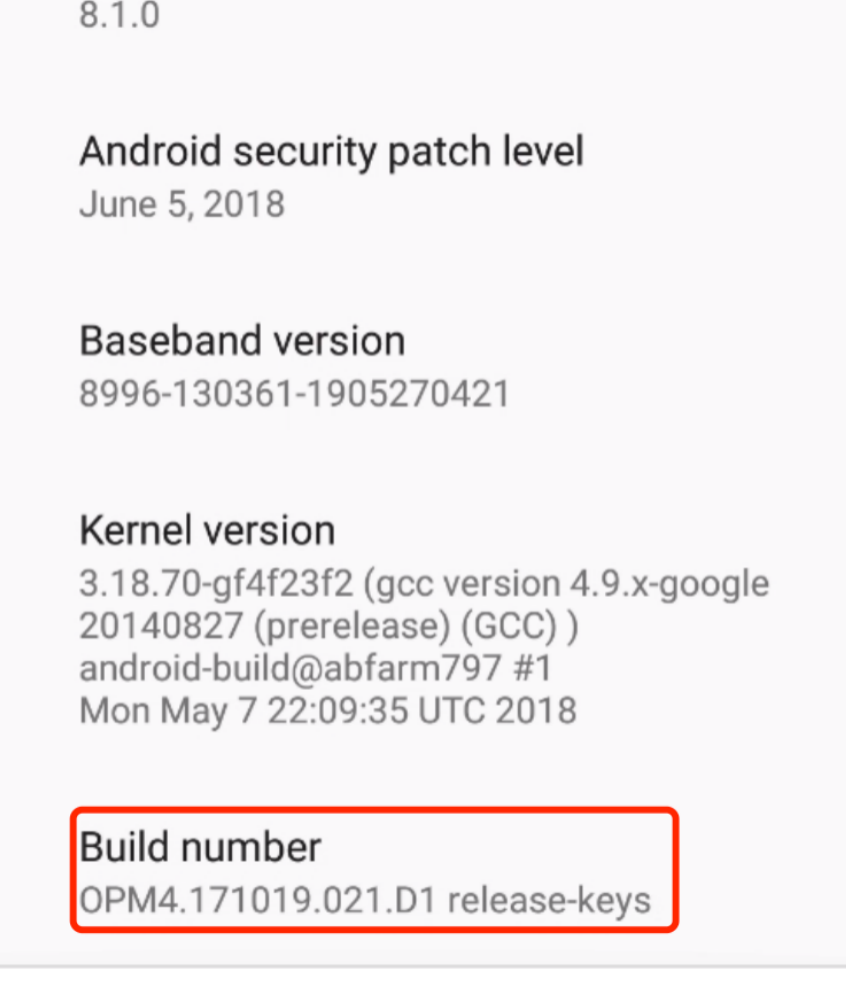 8.1.0
Android security patch level
June 5, 2018
Baseband version
8996-130361-1905270421
Kernel version
3.18.70-gf4f23f2 (gcc version 4.9.x-google
20140827 (prerelease) (GCC) )
android-build@abfarm797 #1
Mon May 7 22:09:35 UTC 2018
Build number
OPM4.171019.021.D1 release-keys